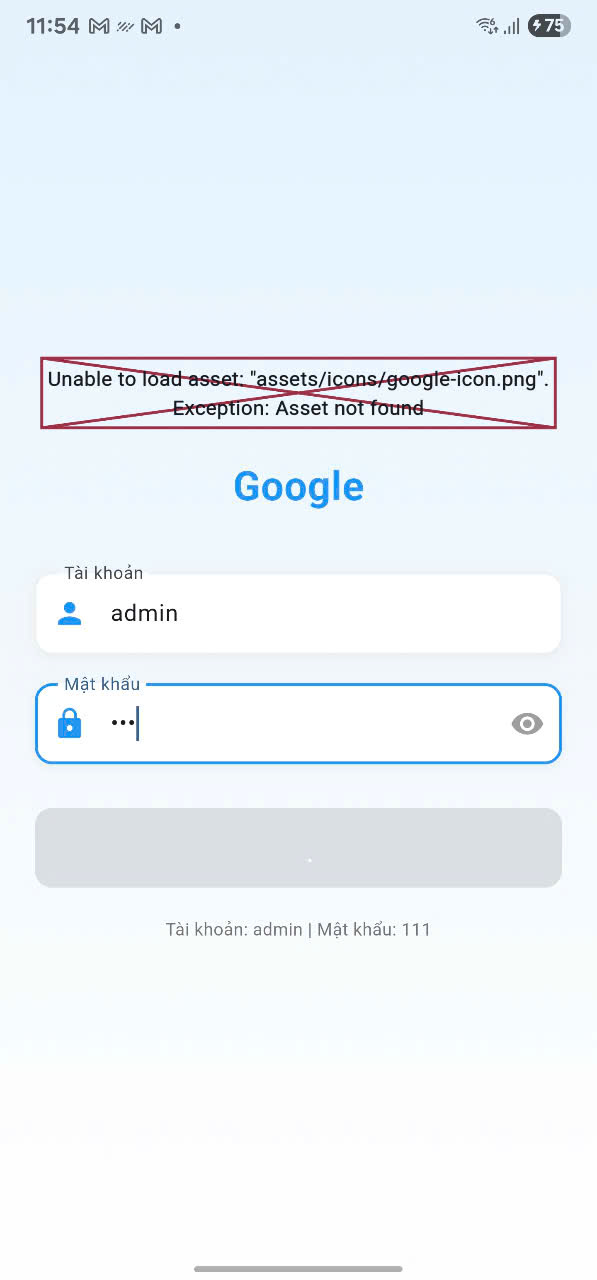 11:54
75
Unable to load asset: "assets/icons/google-icon.png".
Exception: Asset not found
Google
Tài khoản
admin
Mật khẩu
•••
Tài khoản: admin | Mật khẩu: 111